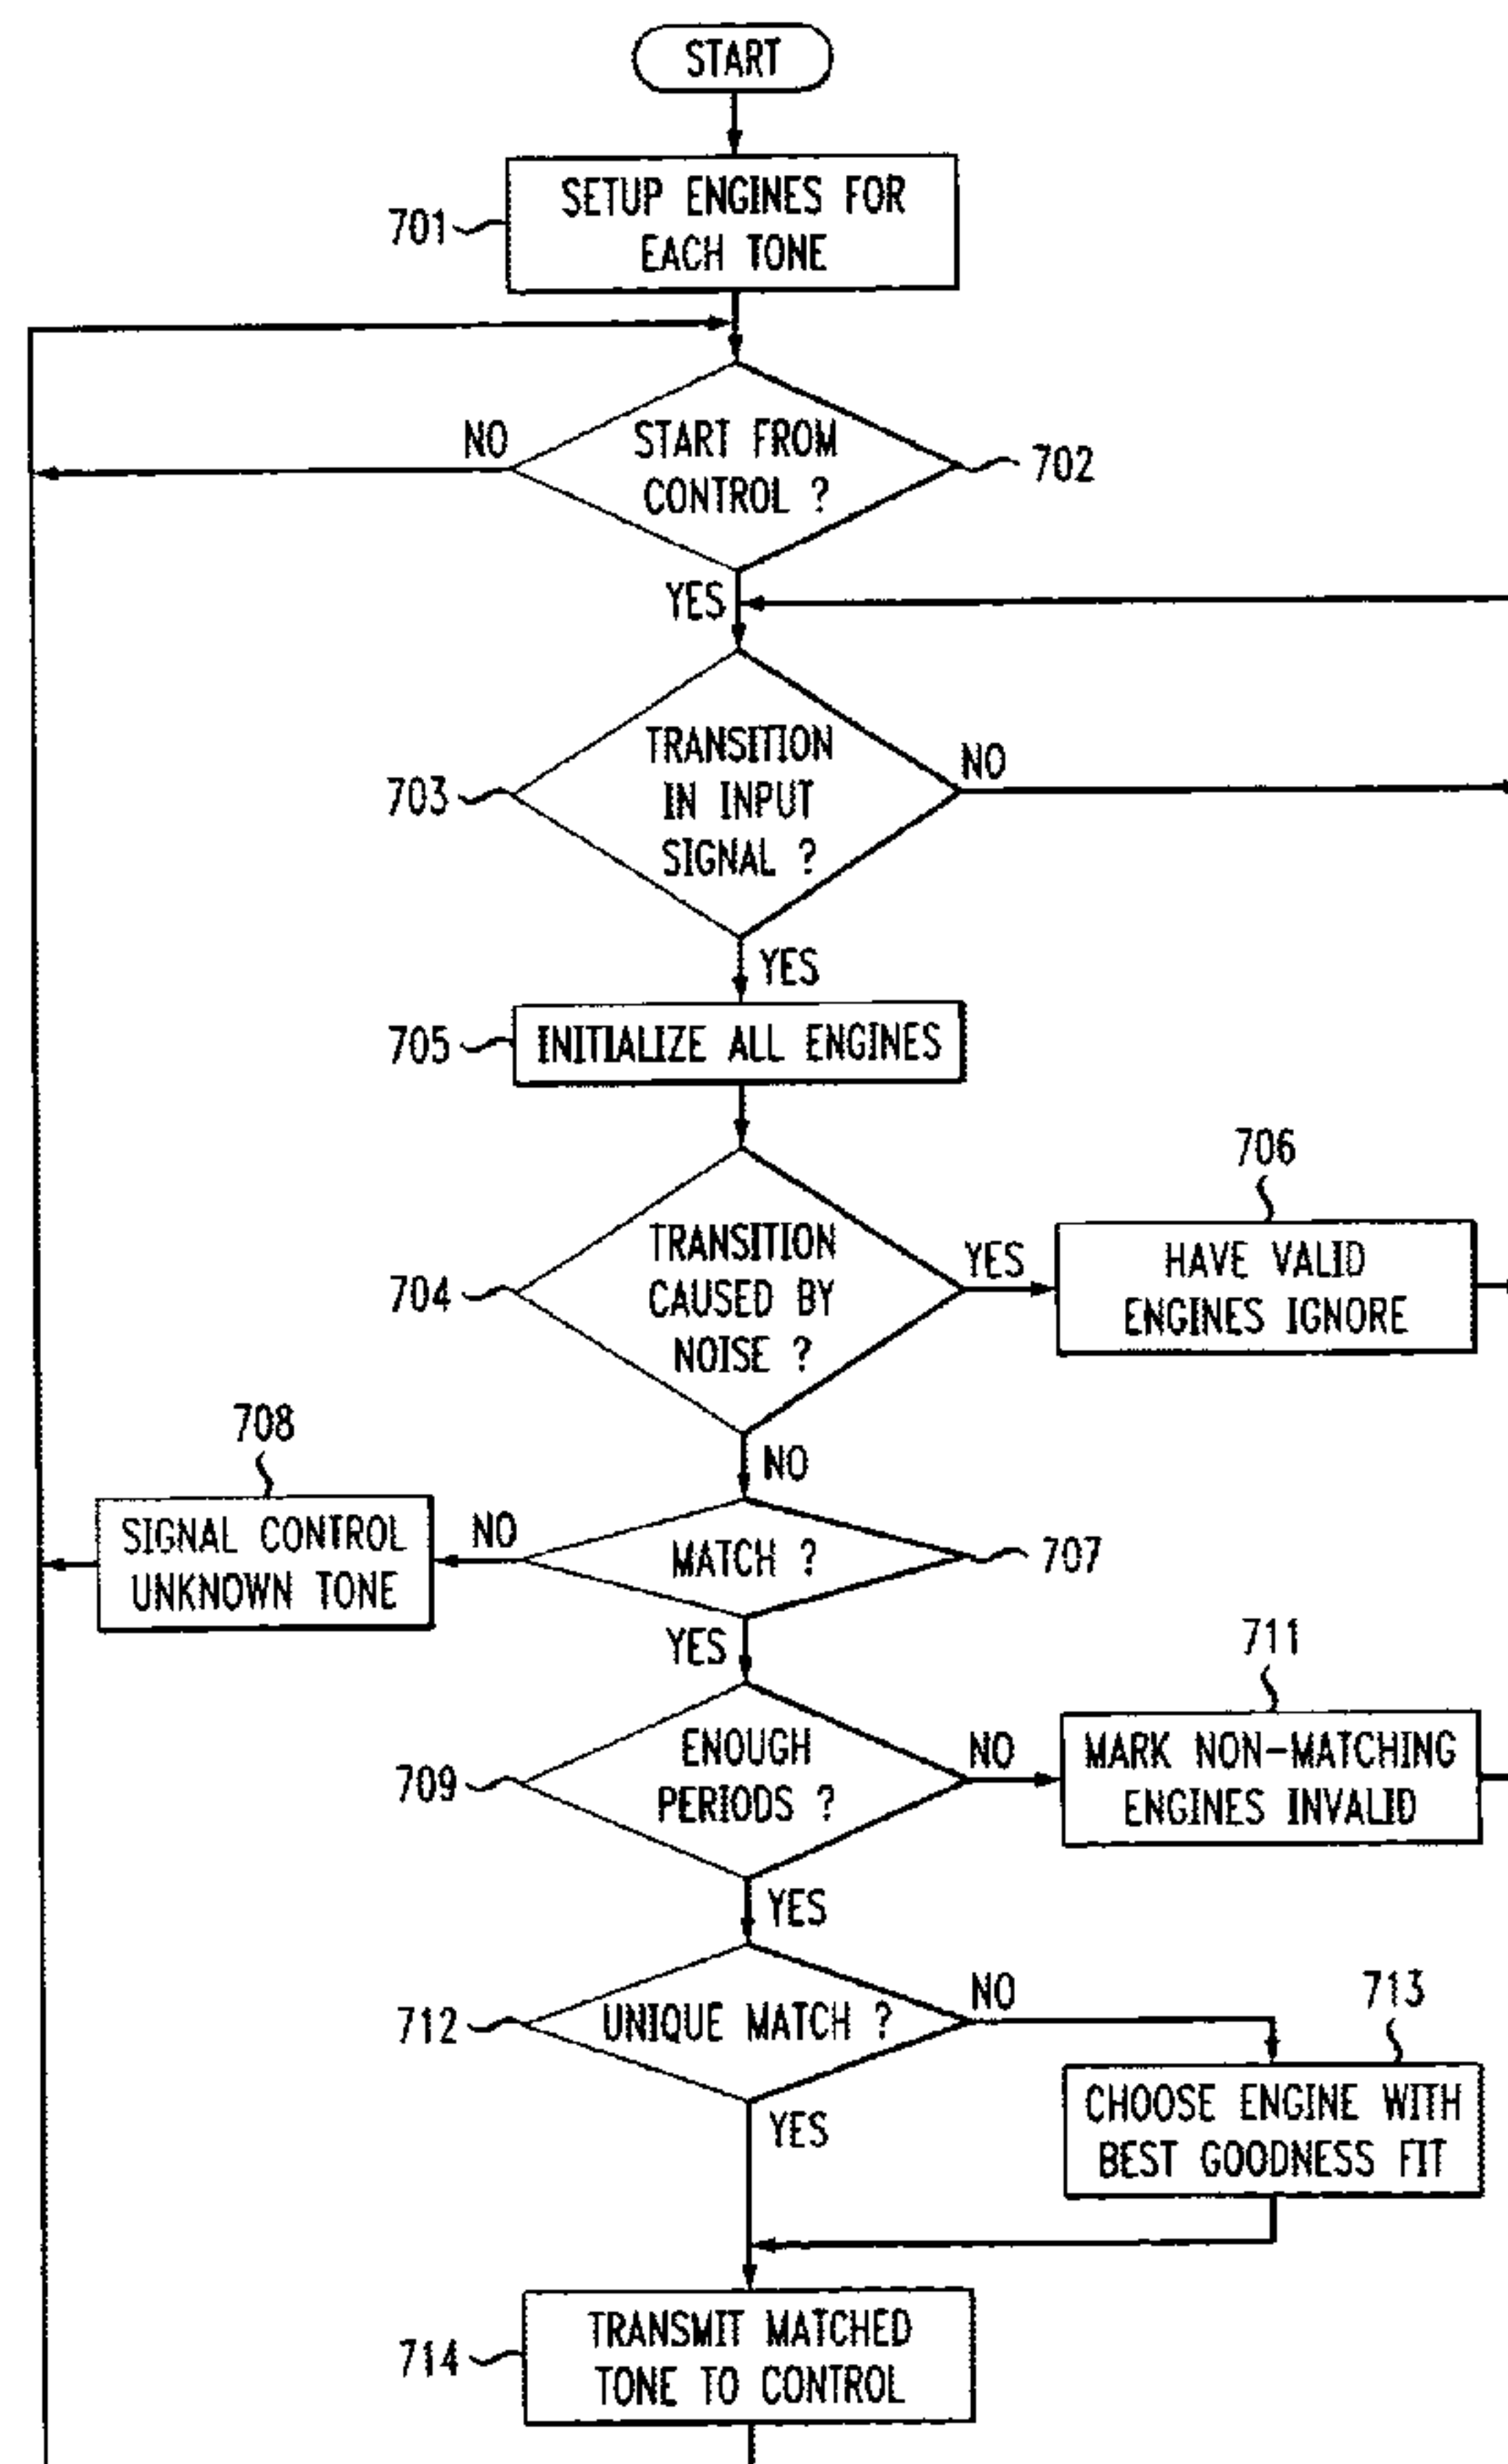 START
701
SETUP ENGINES FOR
EACH TONE
NO
START FROM
CONTROL ?
702
YES
703
TRANSITION
IN INPUT
SIGNAL ?
NO
YES
705
INITIALIZE ALL ENGINES
704
TRANSITION
CAUSED BY
NOISE ?
YES
706
HAVE VALID
ENGINES IGNORE
NO
708
SIGNAL CONTROL
UNKNOWN TONE
NO
MATCH ?
707
YES
709
ENOUGH
PERIODS ?
NO
711
MARK NON-MATCHING
ENGINES INVALID
YES
712
UNIQUE MATCH ?
NO
713
CHOOSE ENGINE WITH
BEST GOODNESS FIT
YES
714
TRANSMIT MATCHED
TONE TO CONTROL